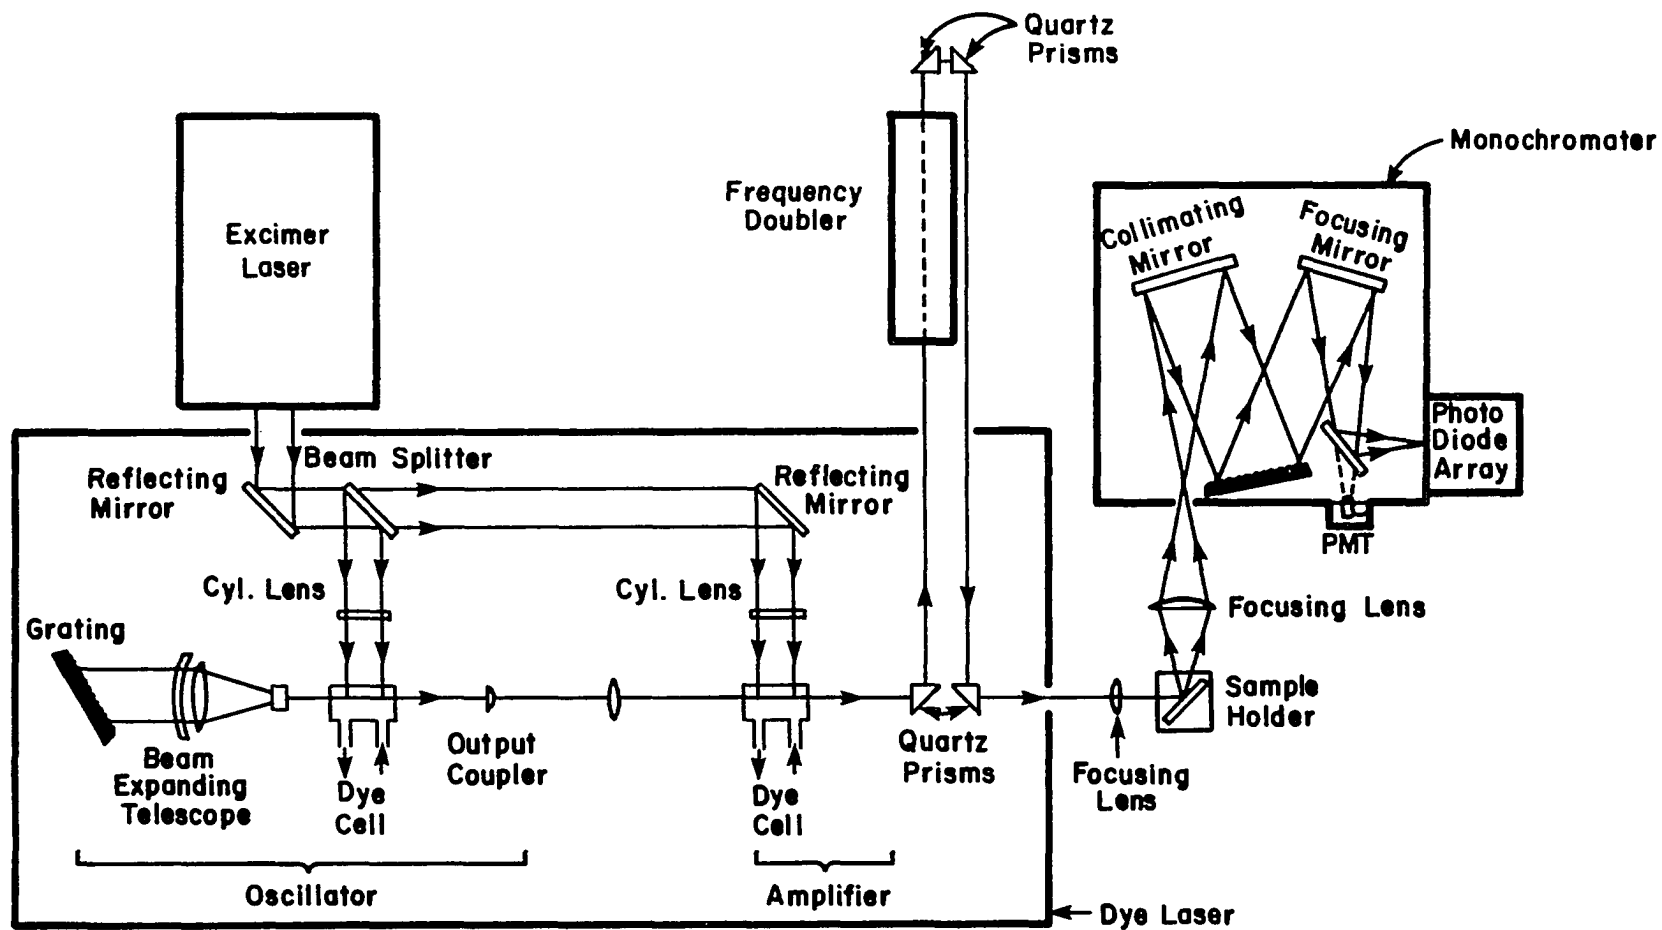 Quartz
Prisms
Monochromater
Excimer
Laser
Frequency
Doubler
Collimating
Mirror
Focusing
Mirror
Photo
Diode
Array
PMT
Beam Splitter
Reflecting
Mirror
Reflecting
Mirror
Cyl. Lens
Cyl. Lens
Focusing Lens
Grating
Sample
Holder
Beam
Expanding
Telescope
Output
Coupler
Quartz
Prisms
Focusing
Lens
Dye
Cell
Dye
Cell
Oscillator
Amplifier
Dye Laser